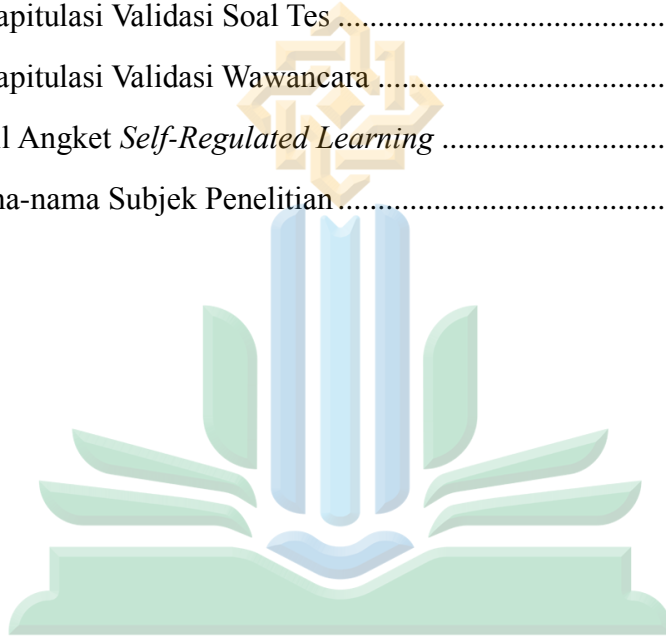 apitulasi Validasi Soal Tes ............................................
apitulasi Validasi Wawancara ......................................
l Angket Self-Regulated Learning ..............................
na-nama Subjek Penelitian ............................................